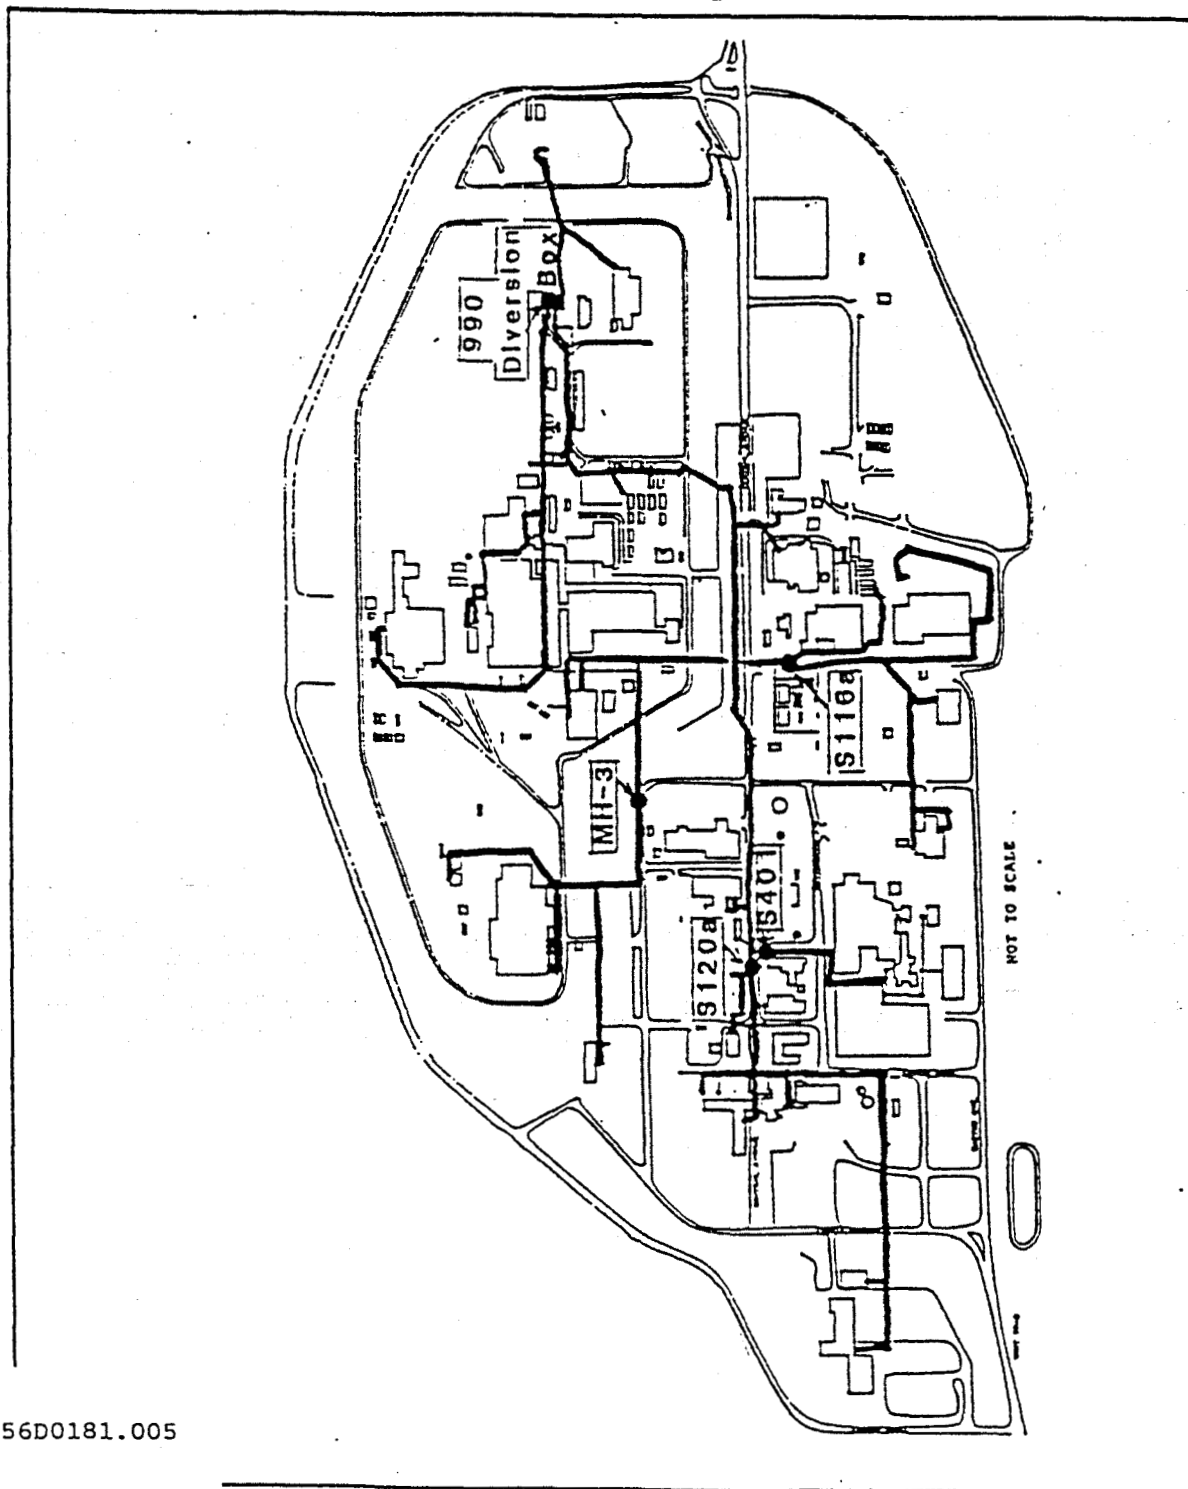 990
Diversion
Box
MH-3
S116a
S120a
S401
NOT TO SCALE
56D0181.005